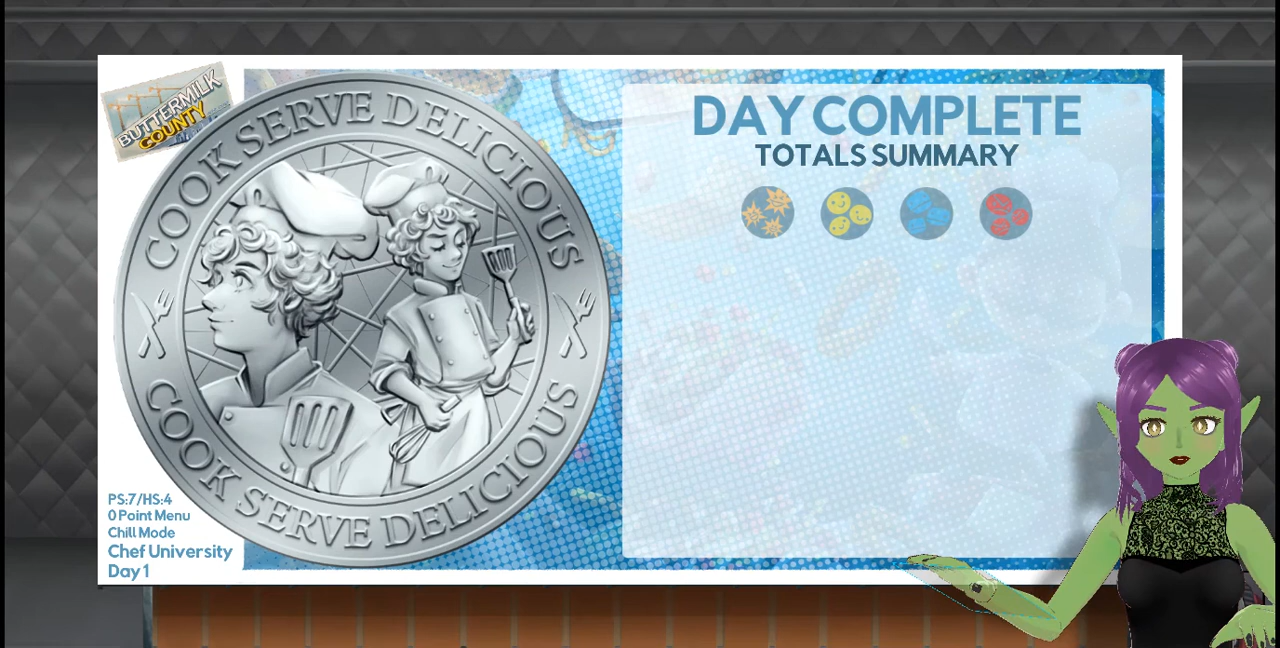 BUTTERMILK
COUNTY
COOK SERVE DELICIOUS
COOK SERVE DELICIOUS
PS:7/HS:4
0 Point Menu
Chill Mode
Chef University
Day 1
DAY COMPLETE
TOTALS SUMMARY